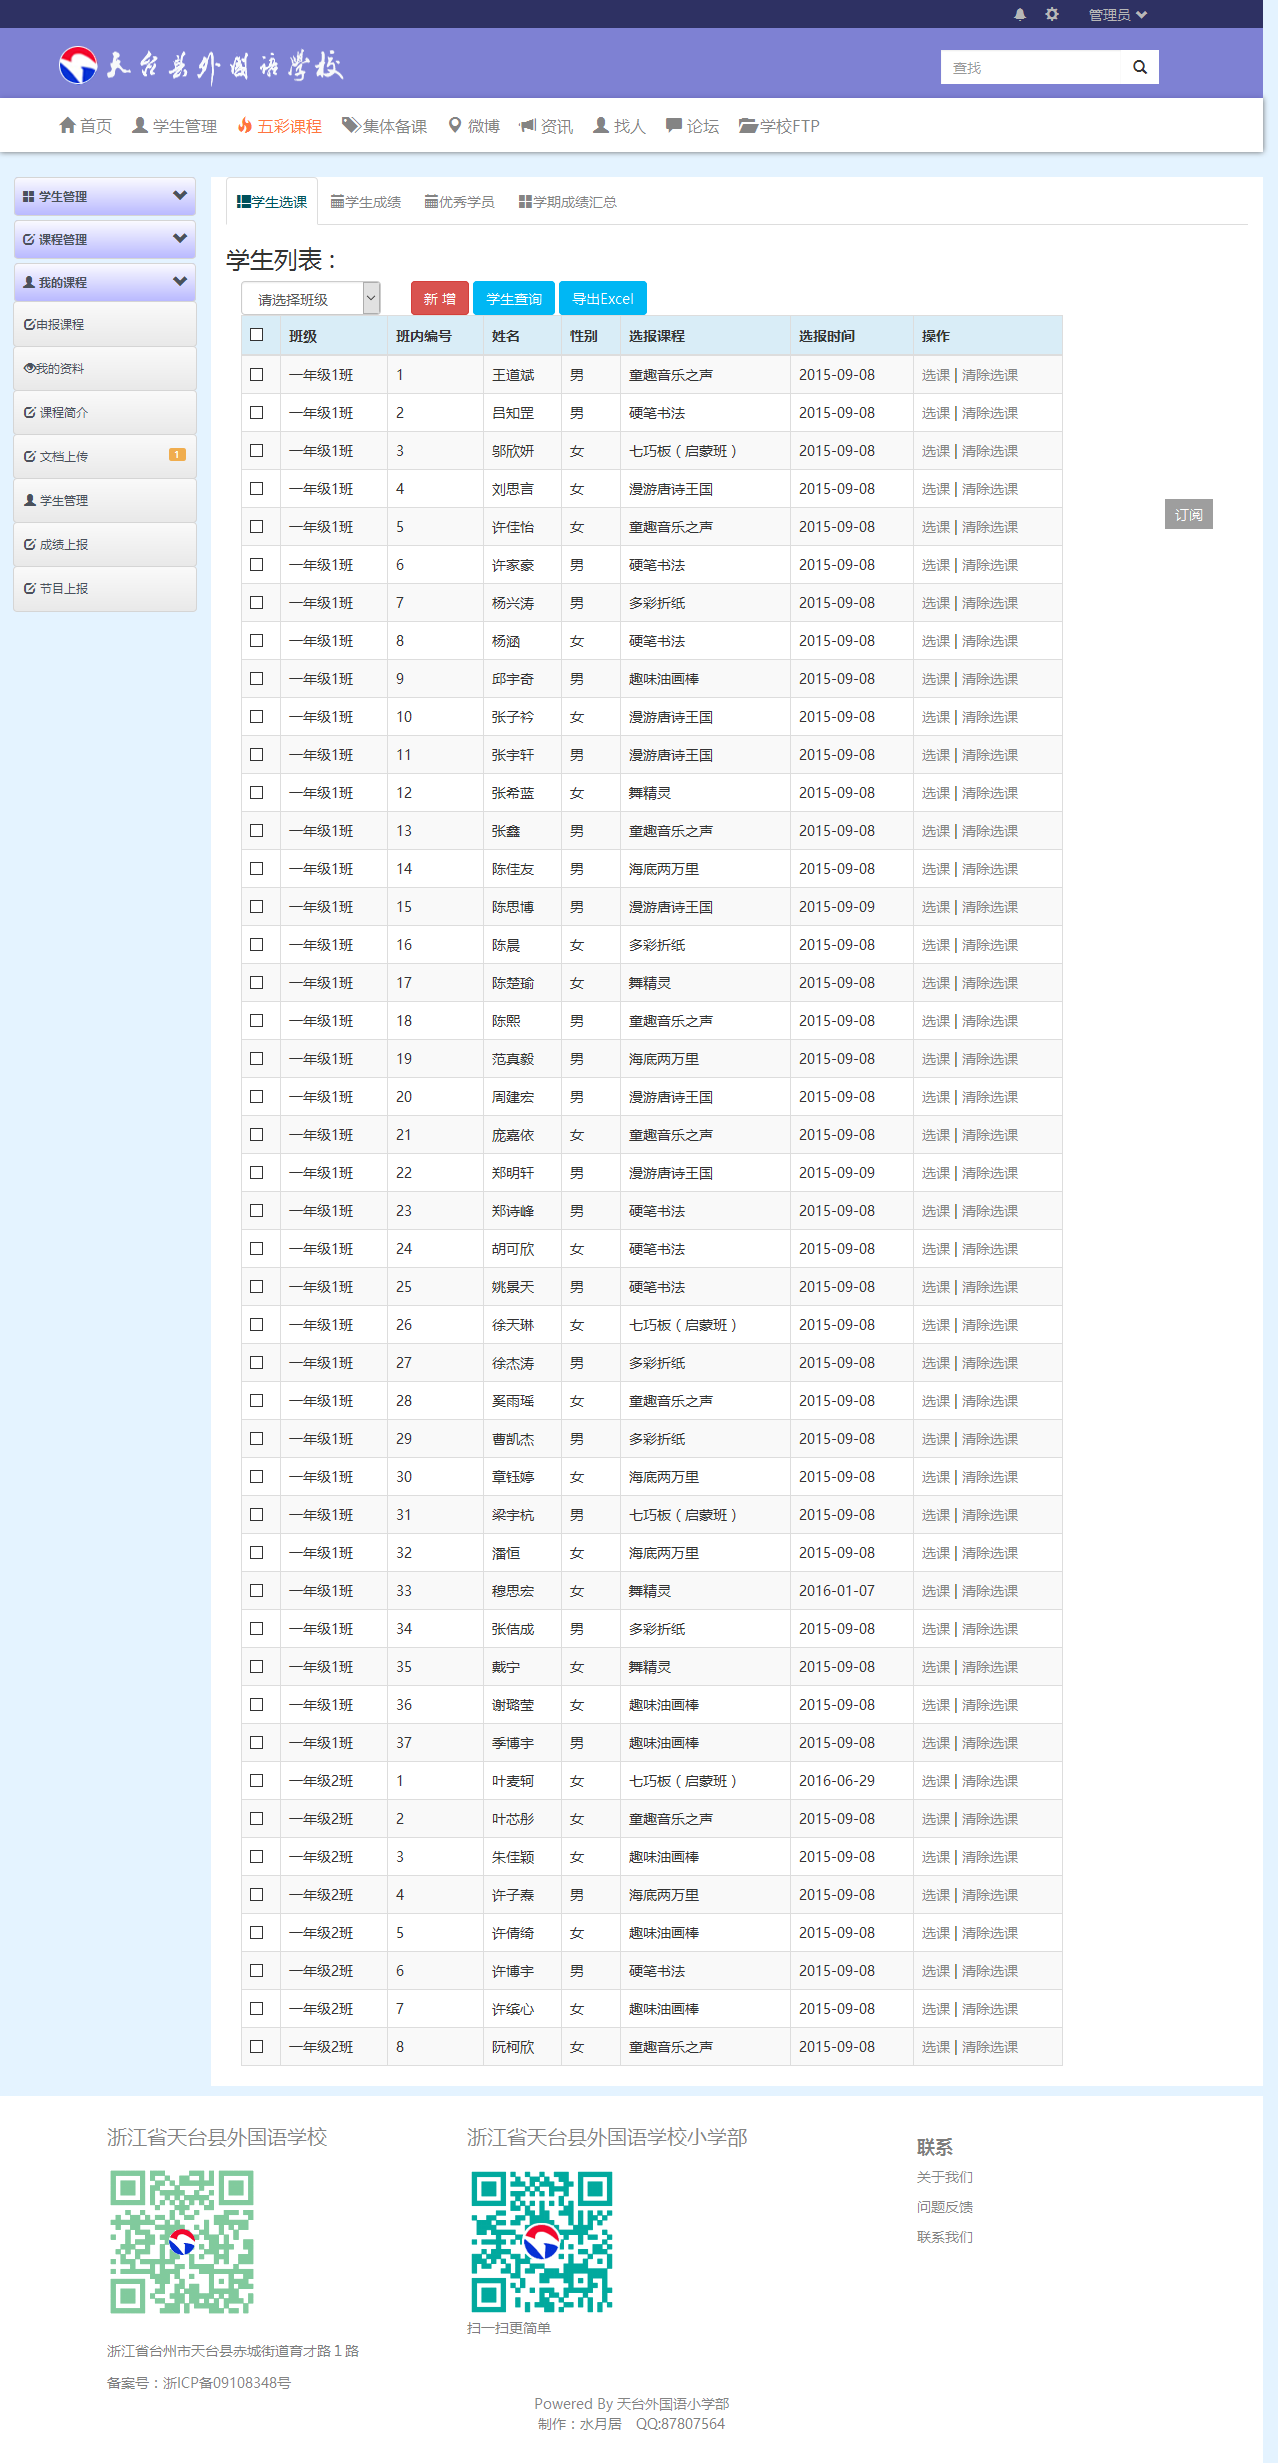 管理员
天台县外国语学校
查找
首页 学生管理 五彩课程 集体备课 微博 资讯 找人 论坛 学校FTP
学生管理
课程管理
我的课程
申报课程
我的资料
课程简介
文档上传 1
学生管理
成绩上报
节目上报
学生选课 学生成绩 优秀学员 学期成绩汇总
学生列表：
请选择班级 新 增 学生查询 导出Excel
班级 班内编号 姓名 性别 选报课程 选报时间 操作
一年级1班 1 王道斌 男 童趣音乐之声 2015-09-08 选课 | 清除选课
一年级1班 2 吕知罡 男 硬笔书法 2015-09-08 选课 | 清除选课
一年级1班 3 邬欣妍 女 七巧板（启蒙班） 2015-09-08 选课 | 清除选课
一年级1班 4 刘思言 女 漫游唐诗王国 2015-09-08 选课 | 清除选课
一年级1班 5 许佳怡 女 童趣音乐之声 2015-09-08 选课 | 清除选课
一年级1班 6 许家豪 男 硬笔书法 2015-09-08 选课 | 清除选课
一年级1班 7 杨兴涛 男 多彩折纸 2015-09-08 选课 | 清除选课
一年级1班 8 杨涵 女 硬笔书法 2015-09-08 选课 | 清除选课
一年级1班 9 邱宇奇 男 趣味油画棒 2015-09-08 选课 | 清除选课
一年级1班 10 张子衿 女 漫游唐诗王国 2015-09-08 选课 | 清除选课
一年级1班 11 张宇轩 男 漫游唐诗王国 2015-09-08 选课 | 清除选课
一年级1班 12 张希蓝 女 舞精灵 2015-09-08 选课 | 清除选课
一年级1班 13 张鑫 男 童趣音乐之声 2015-09-08 选课 | 清除选课
一年级1班 14 陈佳友 男 海底两万里 2015-09-08 选课 | 清除选课
一年级1班 15 陈思博 男 漫游唐诗王国 2015-09-09 选课 | 清除选课
一年级1班 16 陈晨 女 多彩折纸 2015-09-08 选课 | 清除选课
一年级1班 17 陈楚瑜 女 舞精灵 2015-09-08 选课 | 清除选课
一年级1班 18 陈熙 男 童趣音乐之声 2015-09-08 选课 | 清除选课
一年级1班 19 范真毅 男 海底两万里 2015-09-08 选课 | 清除选课
一年级1班 20 周建宏 男 漫游唐诗王国 2015-09-08 选课 | 清除选课
一年级1班 21 庞嘉依 女 童趣音乐之声 2015-09-08 选课 | 清除选课
一年级1班 22 郑明轩 男 漫游唐诗王国 2015-09-09 选课 | 清除选课
一年级1班 23 郑诗峰 男 硬笔书法 2015-09-08 选课 | 清除选课
一年级1班 24 胡可欣 女 硬笔书法 2015-09-08 选课 | 清除选课
一年级1班 25 姚景天 男 硬笔书法 2015-09-08 选课 | 清除选课
一年级1班 26 徐天琳 女 七巧板（启蒙班） 2015-09-08 选课 | 清除选课
一年级1班 27 徐杰涛 男 多彩折纸 2015-09-08 选课 | 清除选课
一年级1班 28 奚雨瑶 女 童趣音乐之声 2015-09-08 选课 | 清除选课
一年级1班 29 曹凯杰 男 多彩折纸 2015-09-08 选课 | 清除选课
一年级1班 30 章钰婷 女 海底两万里 2015-09-08 选课 | 清除选课
一年级1班 31 梁宇杭 男 七巧板（启蒙班） 2015-09-08 选课 | 清除选课
一年级1班 32 潘恒 女 海底两万里 2015-09-08 选课 | 清除选课
一年级1班 33 穆思宏 女 舞精灵 2016-01-07 选课 | 清除选课
一年级1班 34 张佶成 男 多彩折纸 2015-09-08 选课 | 清除选课
一年级1班 35 戴宁 女 舞精灵 2015-09-08 选课 | 清除选课
一年级1班 36 谢璐莹 女 趣味油画棒 2015-09-08 选课 | 清除选课
一年级1班 37 季博宇 男 趣味油画棒 2015-09-08 选课 | 清除选课
一年级2班 1 叶麦轲 女 七巧板（启蒙班） 2016-06-29 选课 | 清除选课
一年级2班 2 叶芯彤 女 童趣音乐之声 2015-09-08 选课 | 清除选课
一年级2班 3 朱佳颖 女 趣味油画棒 2015-09-08 选课 | 清除选课
一年级2班 4 许子焘 男 海底两万里 2015-09-08 选课 | 清除选课
一年级2班 5 许倩绮 女 趣味油画棒 2015-09-08 选课 | 清除选课
一年级2班 6 许博宇 男 硬笔书法 2015-09-08 选课 | 清除选课
一年级2班 7 许缤心 女 趣味油画棒 2015-09-08 选课 | 清除选课
一年级2班 8 阮柯欣 女 童趣音乐之声 2015-09-08 选课 | 清除选课
订阅
浙江省天台县外国语学校
浙江省台州市天台县赤城街道育才路１路
备案号：浙ICP备09108348号
浙江省天台县外国语学校小学部
扫一扫更简单
联系
关于我们
问题反馈
联系我们
Powered By 天台外国语小学部
制作：水月居 QQ:87807564